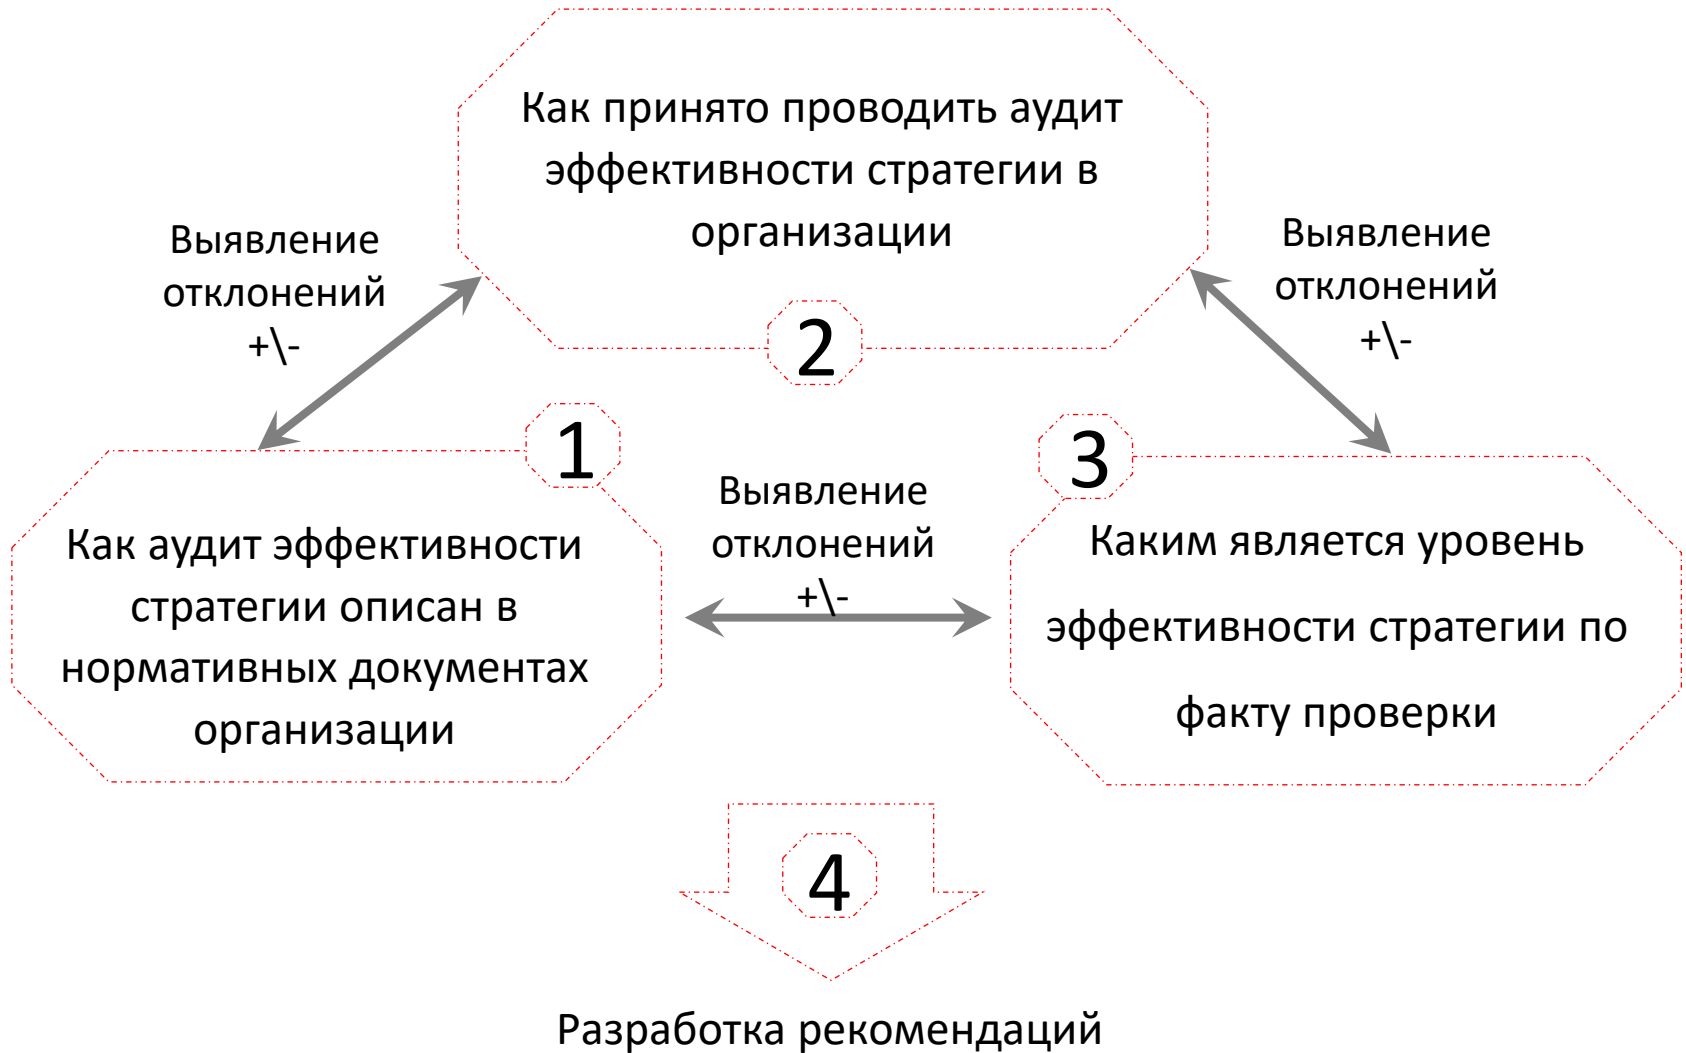 Как принято проводить аудит
эффективности стратегии в
организации
2
Выявление
отклонений
+\-
Выявление
отклонений
+\-
1
Как аудит эффективности
стратегии описан в
нормативных документах
организации
Выявление
отклонений
+\-
3
Каким является уровень
эффективности стратегии по
факту проверки
4
Разработка рекомендаций